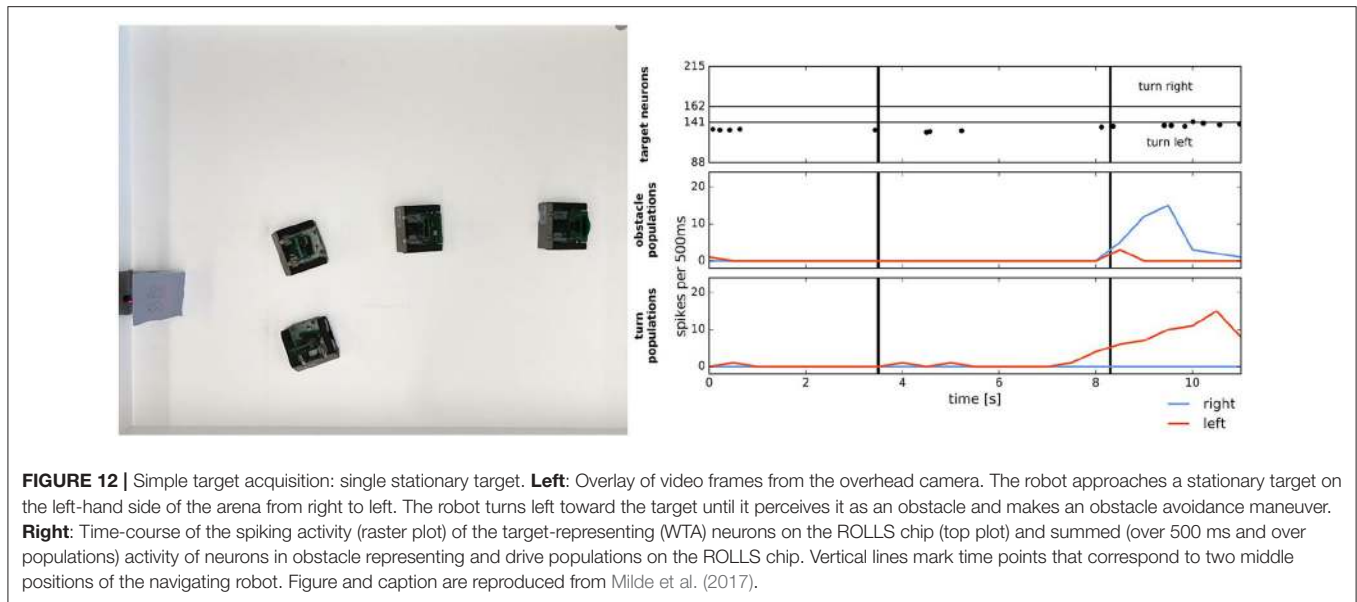 target neurons
215
162
141
88
turn right
turn left
obstacle
populations
20
10
0
spikes per 500ms
turn
populations
20
10
0
0 2 4 6 8 10
time [s]
right
left
FIGURE 12 | Simple target acquisition: single stationary target. Left: Overlay of video frames from the overhead camera. The robot approaches a stationary target on
the left-hand side of the arena from right to left. The robot turns left toward the target until it perceives it as an obstacle and makes an obstacle avoidance maneuver.
Right: Time-course of the spiking activity (raster plot) of the target-representing (WTA) neurons on the ROLLS chip (top plot) and summed (over 500 ms and over
populations) activity of neurons in obstacle representing and drive populations on the ROLLS chip. Vertical lines mark time points that correspond to two middle
positions of the navigating robot. Figure and caption are reproduced from Milde et al. (2017).